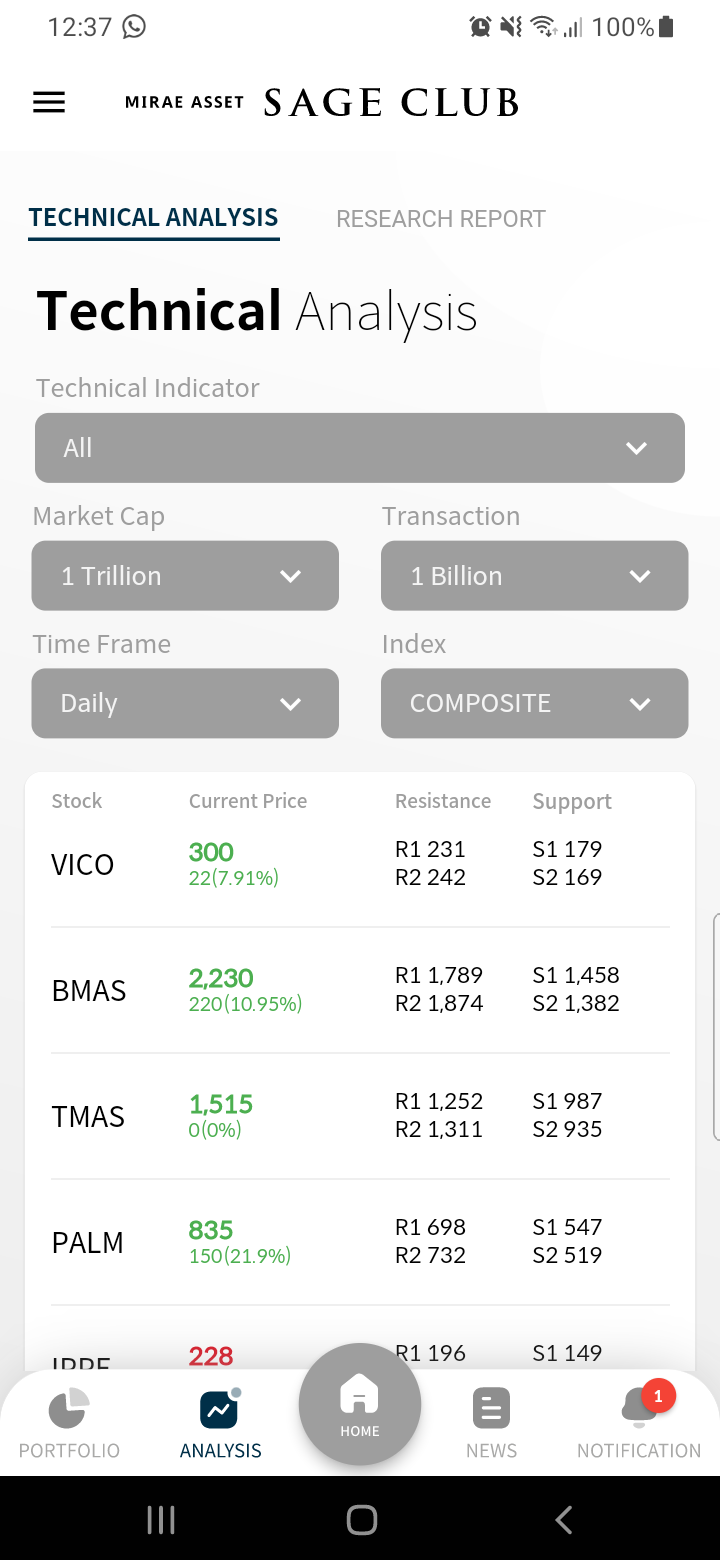 12:37 100%
MIRAE ASSET SAGE CLUB
TECHNICAL ANALYSIS RESEARCH REPORT
Technical Analysis
Technical Indicator
All
Market Cap Transaction
1 Trillion 1 Billion
Time Frame Index
Daily COMPOSITE
Stock Current Price Resistance Support
VICO 300 R1 231 S1 179
22(7.91%) R2 242 S2 169
BMAS 2,230 R1 1,789 S1 1,458
220(10.95%) R2 1,874 S2 1,382
TMAS 1,515 R1 1,252 S1 987
0(0%) R2 1,311 S2 935
PALM 835 R1 698 S1 547
150(21.9%) R2 732 S2 519
228 R1 196 S1 149
1
HOME
PORTFOLIO ANALYSIS NEWS NOTIFICATION